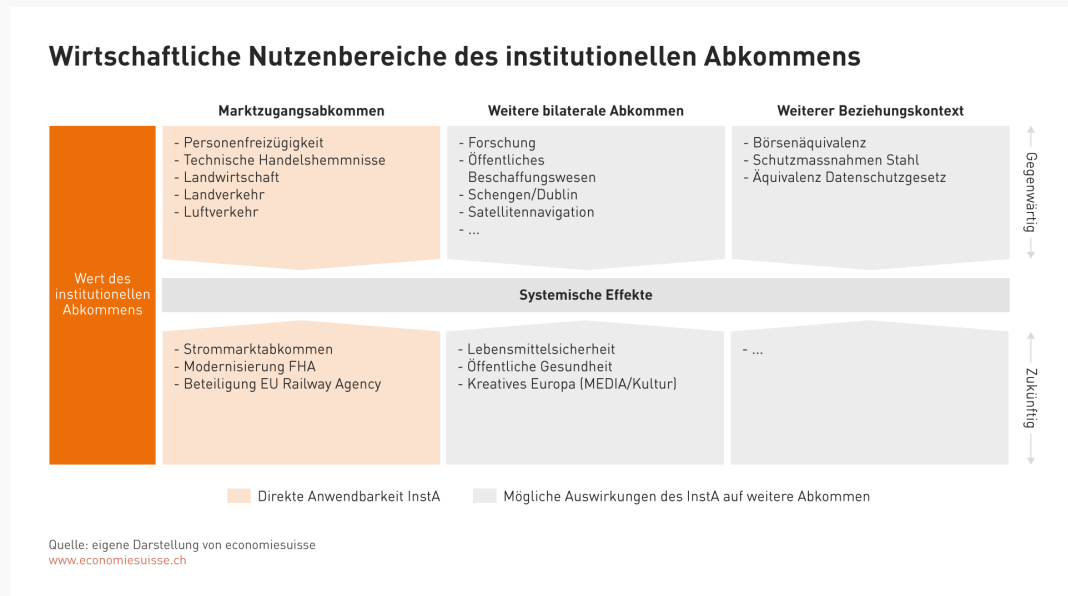 Wirtschaftliche Nutzenbereiche des institutionellen Abkommens
Marktzugangsabkommen
Weitere bilaterale Abkommen
Weiterer Beziehungskontext
Wert des
institutionellen
Abkommens
- Personenfreizügigkeit
- Technische Handelshemmnisse
- Landwirtschaft
- Landverkehr
- Luftverkehr
- Forschung
- Öffentliches
Beschaffungswesen
- Schengen/Dublin
- Satellitennavigation
- ...
- Börsenäquivalenz
- Schutzmassnahmen Stahl
- Äquivalenz Datenschutzgesetz
Gegenwärtig
Systemische Effekte
- Strommarktabkommen
- Modernisierung FHA
- Beteiligung EU Railway Agency
- Lebensmittelsicherheit
- Öffentliche Gesundheit
- Kreatives Europa (MEDIA/Kultur)
- ...
Zukünftig
Direkte Anwendbarkeit InstA
Mögliche Auswirkungen des InstA auf weitere Abkommen
Quelle: eigene Darstellung von economiesuisse
www.economiesuisse.ch